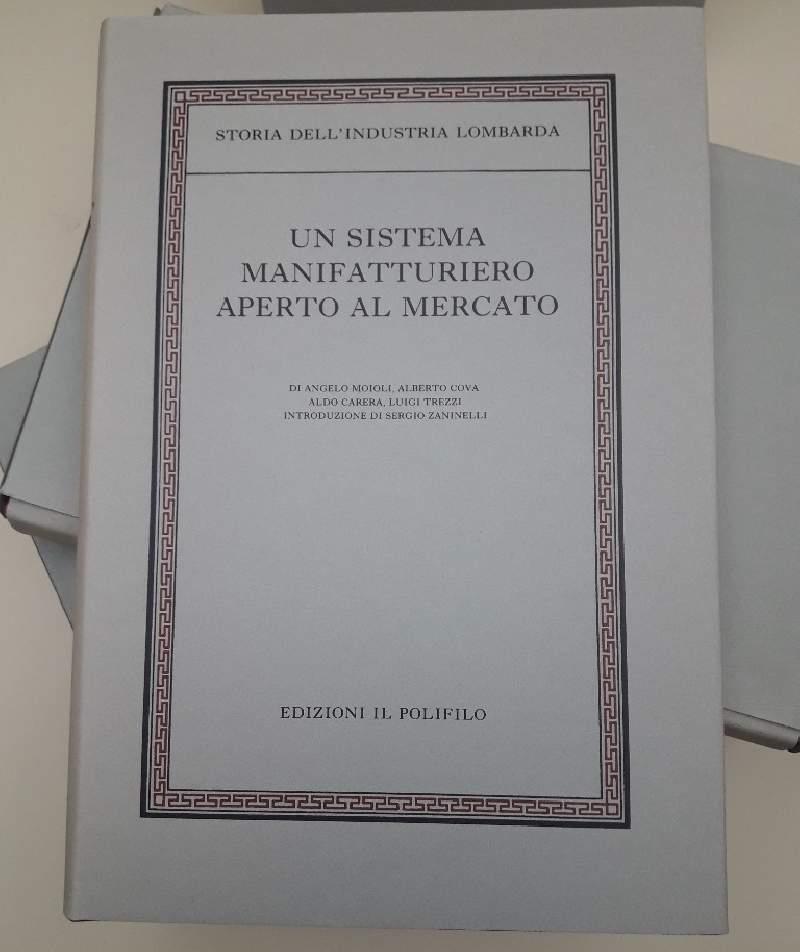 STORIA DELL'INDUSTRIA LOMBARDA
UN SISTEMA
MANIFATTURIERO
APERTO AL MERCATO
DI ANGELO MOIOLI, ALBERTO COVA
ALDO CARERA, LUIGI TREZZI
INTRODUZIONE DI SERGIO ZANINELLI
EDIZIONI IL POLIFILO